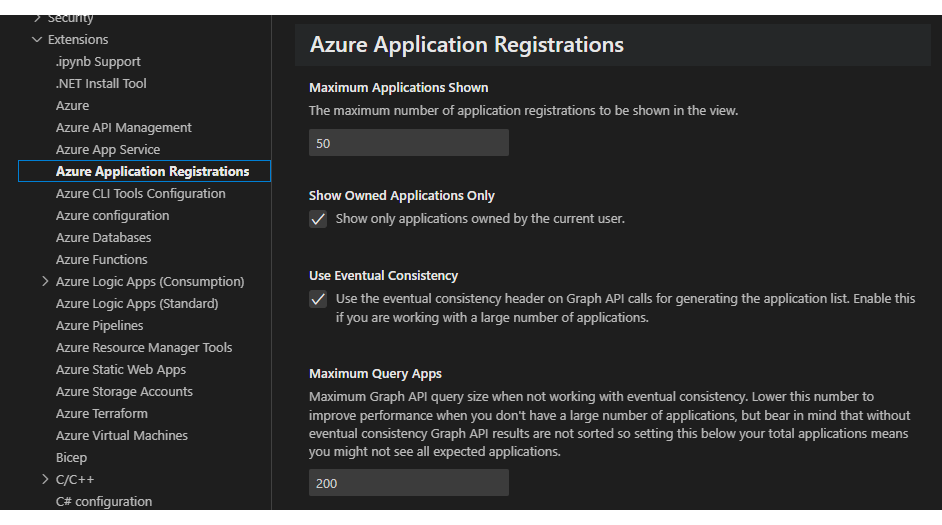 Security
Extensions
.ipynb Support
.NET Install Tool
Azure
Azure API Management
Azure App Service
Azure Application Registrations
Azure CLI Tools Configuration
Azure configuration
Azure Databases
Azure Functions
Azure Logic Apps (Consumption)
Azure Logic Apps (Standard)
Azure Pipelines
Azure Resource Manager Tools
Azure Static Web Apps
Azure Storage Accounts
Azure Terraform
Azure Virtual Machines
Bicep
C/C++
C# configuration
Azure Application Registrations
Maximum Applications Shown
The maximum number of application registrations to be shown in the view.
50
Show Owned Applications Only
Show only applications owned by the current user.
Use Eventual Consistency
Use the eventual consistency header on Graph API calls for generating the application list. Enable this
if you are working with a large number of applications.
Maximum Query Apps
Maximum Graph API query size when not working with eventual consistency. Lower this number to
improve performance when you don't have a large number of applications, but bear in mind that without
eventual consistency Graph API results are not sorted so setting this below your total applications means
you might not see all expected applications.
200